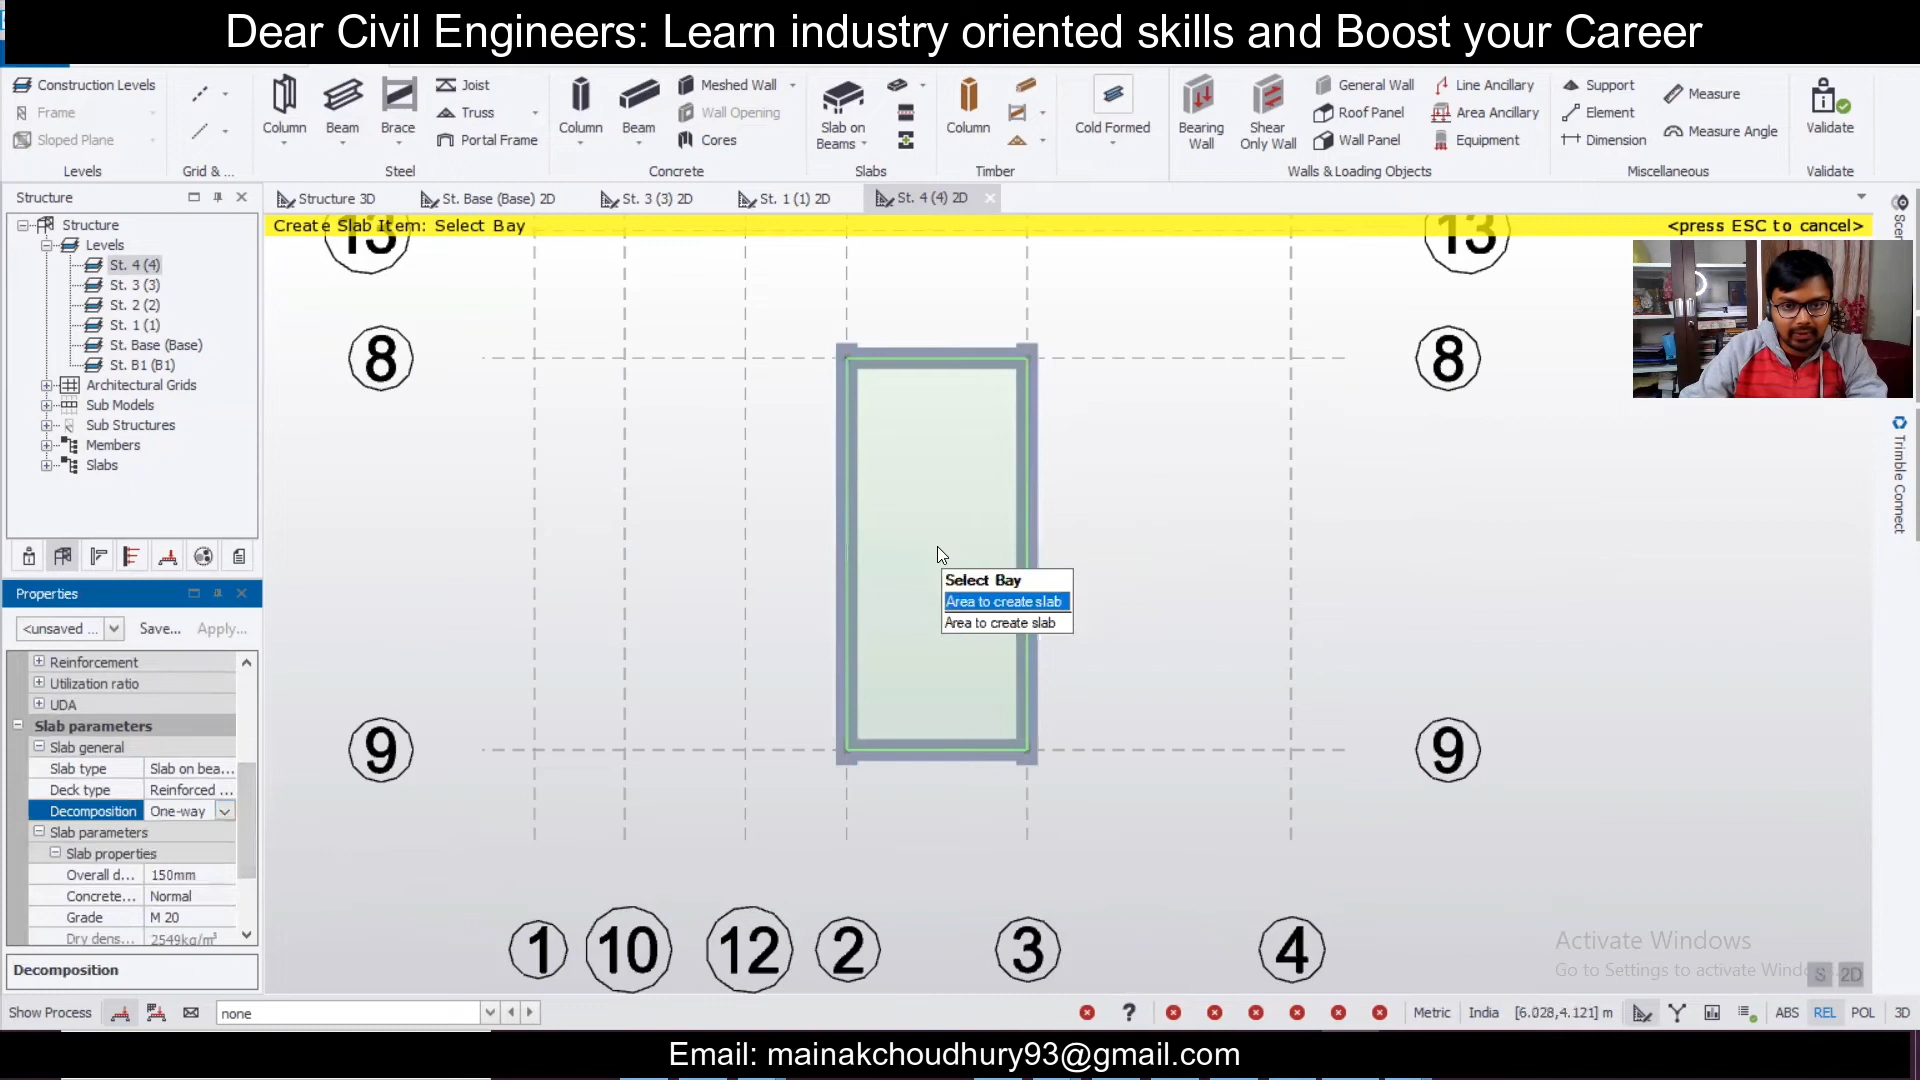 Dear Civil Engineers: Learn industry oriented skills and Boost your Career
Construction Levels
Frame
Sloped Plane
Levels
Grid & ...
Column
Beam
Brace
Joist
Truss
Portal Frame
Steel
Column
Beam
Meshed Wall
Wall Opening
Cores
Concrete
Slab on
Beams
Slabs
Column
Timber
Cold Formed
Bearing
Wall
Shear
Only Wall
General Wall
Roof Panel
Wall Panel
Line Ancillary
Area Ancillary
Equipment
Walls & Loading Objects
Support
Element
Dimension
Measure
Measure Angle
Miscellaneous
Validate
Validate
Structure
Structure 3D
St. Base (Base) 2D
St. 3 (3) 2D
St. 1 (1) 2D
St. 4 (4) 2D
Create Slab Item: Select Bay
<press ESC to cancel>
Structure
Levels
St. 4 (4)
St. 3 (3)
St. 2 (2)
St. 1 (1)
St. Base (Base)
St. B1 (B1)
Architectural Grids
Sub Models
Sub Structures
Members
Slabs
13
13
8
8
9
9
1
10
12
2
3
4
Select Bay
Area to create slab
Area to create slab
Trimble Connect
Properties
<unsaved ...
Save...
Apply...
Reinforcement
Utilization ratio
UDA
Slab parameters
Slab general
Slab type
Slab on bea...
Deck type
Reinforced ...
Decomposition
One-way
Slab parameters
Slab properties
Overall d...
150mm
Concrete...
Normal
Grade
M 20
Dry dens...
2549kg/m³
Decomposition
Activate Windows
Go to Settings to activate Windo
S
2D
Show Process
none
Metric
India
[6.028,4.121] m
ABS
REL
POL
3D
Email: mainakchoudhury93@gmail.com